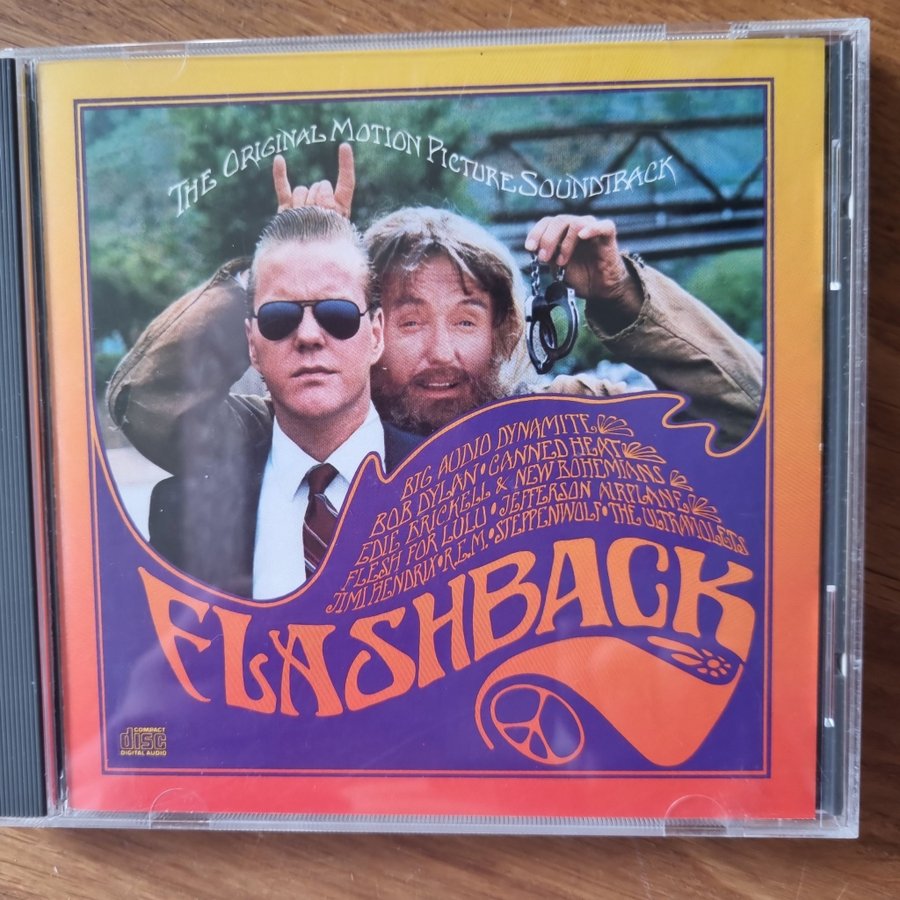 THE ORIGINAL MOTION PICTURE SOUNDTRACK
BIG AUDIO DYNAMITE
BOB DYLAN • CANNED HEAT
EDIE BRICKELL & NEW BOHEMIANS
FLESH FOR LULU • JEFFERSON AIRPLANE
JIMI HENDRIX • R.E.M. • STEPPENWOLF • THE ULTRAVIOLETS
FLASHBACK
COMPACT
disc
DIGITAL AUDIO